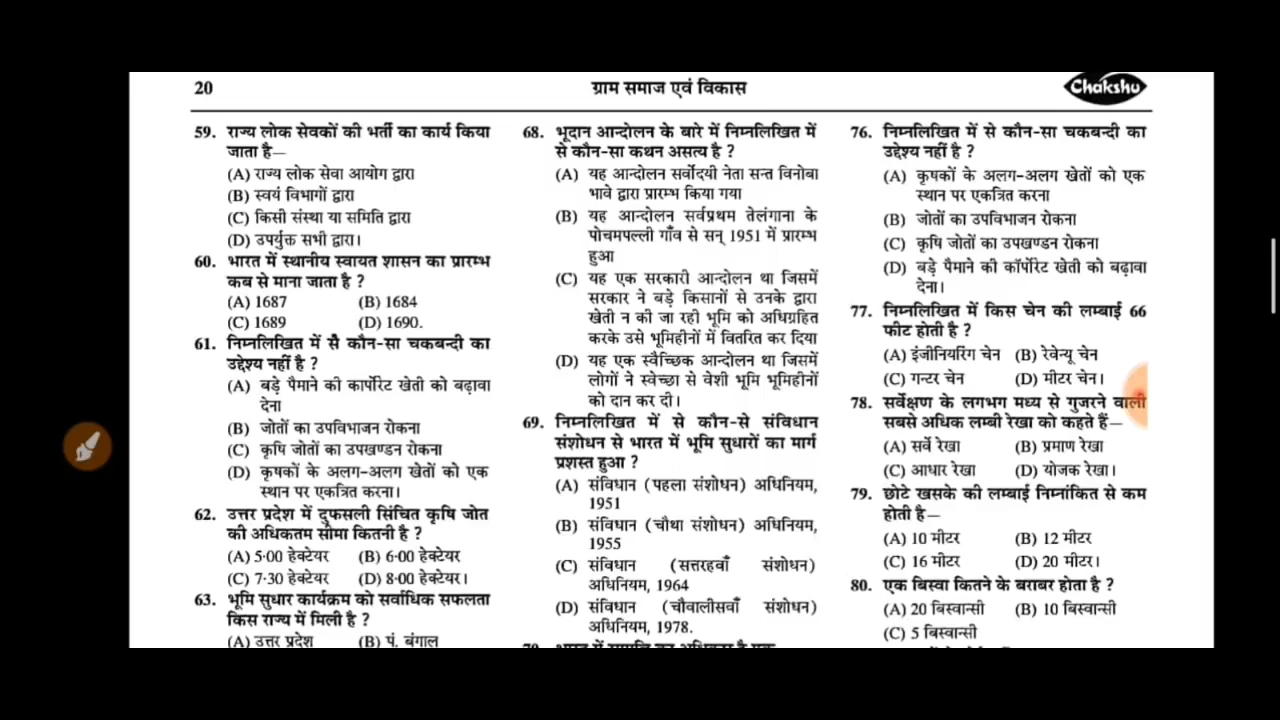 20
ग्राम समाज एवं विकास
Chakshu
59. राज्य लोक सेवकों की भर्ती का कार्य किया
जाता है—
(A) राज्य लोक सेवा आयोग द्वारा
(B) स्वयं विभागों द्वारा
(C) किसी संस्था या समिति द्वारा
(D) उपर्युक्त सभी द्वारा।
60. भारत में स्थानीय स्वायत शासन का प्रारम्भ
कब से माना जाता है ?
(A) 1687 (B) 1684
(C) 1689 (D) 1690.
61. निम्नलिखित में सै कौन-सा चकबन्दी का
उद्देश्य नहीं है ?
(A) बड़े पैमाने की कार्पोरेट खेती को बढ़ावा
देना
(B) जोतों का उपविभाजन रोकना
(C) कृषि जोतों का उपखण्डन रोकना
(D) कृषकों के अलग-अलग खेतों को एक
स्थान पर एकत्रित करना।
62. उत्तर प्रदेश में दुफसली सिंचित कृषि जोत
की अधिकतम सीमा कितनी है ?
(A) 5·00 हेक्टेयर (B) 6·00 हेक्टेयर
(C) 7·30 हेक्टेयर (D) 8·00 हेक्टेयर।
63. भूमि सुधार कार्यक्रम को सर्वाधिक सफलता
किस राज्य में मिली है ?
(A) उत्तर प्रदेश (B) पं. बंगाल
68. भूदान आन्दोलन के बारे में निम्नलिखित में
से कौन-सा कथन असत्य है ?
(A) यह आन्दोलन सर्वोदयी नेता सन्त विनोबा
भावे द्वारा प्रारम्भ किया गया
(B) यह आन्दोलन सर्वप्रथम तेलंगाना के
पोचमपल्ली गाँव से सन् 1951 में प्रारम्भ
हुआ
(C) यह एक सरकारी आन्दोलन था जिसमें
सरकार ने बड़े किसानों से उनके द्वारा
खेती न की जा रही भूमि को अधिग्रहित
करके उसे भूमिहीनों में वितरित कर दिया
(D) यह एक स्वैच्छिक आन्दोलन था जिसमें
लोगों ने स्वेच्छा से वेशी भूमि भूमिहीनों
को दान कर दी।
69. निम्नलिखित में से कौन-से संविधान
संशोधन से भारत में भूमि सुधारों का मार्ग
प्रशस्त हुआ ?
(A) संविधान (पहला संशोधन) अधिनियम,
1951
(B) संविधान (चौथा संशोधन) अधिनियम,
1955
(C) संविधान (सत्तरहवाँ संशोधन)
अधिनियम, 1964
(D) संविधान (चौवालीसवाँ संशोधन)
अधिनियम, 1978.
76. निम्नलिखित में से कौन-सा चकबन्दी का
उद्देश्य नहीं है ?
(A) कृषकों के अलग-अलग खेतों को एक
स्थान पर एकत्रित करना
(B) जोतों का उपविभाजन रोकना
(C) कृषि जोतों का उपखण्डन रोकना
(D) बड़े पैमाने की कॉर्पोरेट खेती को बढ़ावा
देना।
77. निम्नलिखित में किस चेन की लम्बाई 66
फीट होती है ?
(A) इंजीनियरिंग चेन (B) रेवेन्यू चेन
(C) गन्टर चेन (D) मीटर चेन।
78. सर्वेक्षण के लगभग मध्य से गुजरने वाली
सबसे अधिक लम्बी रेखा को कहते हैं—
(A) सर्वे रेखा (B) प्रमाण रेखा
(C) आधार रेखा (D) योजक रेखा।
79. छोटे खसके की लम्बाई निम्नांकित से कम
होती है—
(A) 10 मीटर (B) 12 मीटर
(C) 16 मीटर (D) 20 मीटर।
80. एक बिस्वा कितने के बराबर होता है ?
(A) 20 बिस्वान्सी (B) 10 बिस्वान्सी
(C) 5 बिस्वान्सी